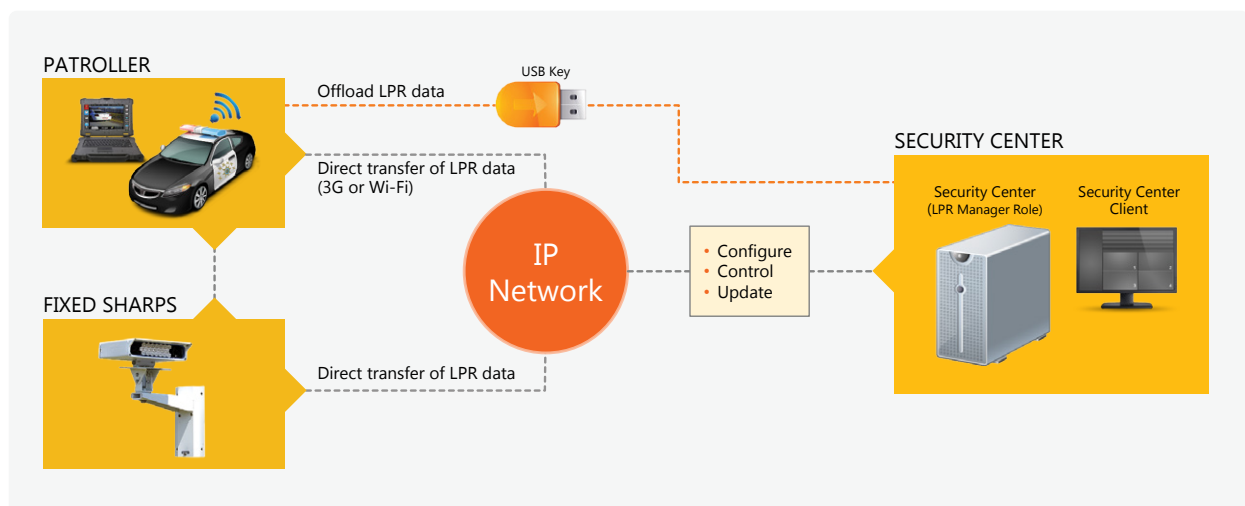 PATROLLER
Offload LPR data
USB Key
Direct transfer of LPR data
(3G or Wi-Fi)
SECURITY CENTER
Security Center
(LPR Manager Role)
Security Center
Client
IP
Network
• Configure
• Control
• Update
FIXED SHARPS
Direct transfer of LPR data